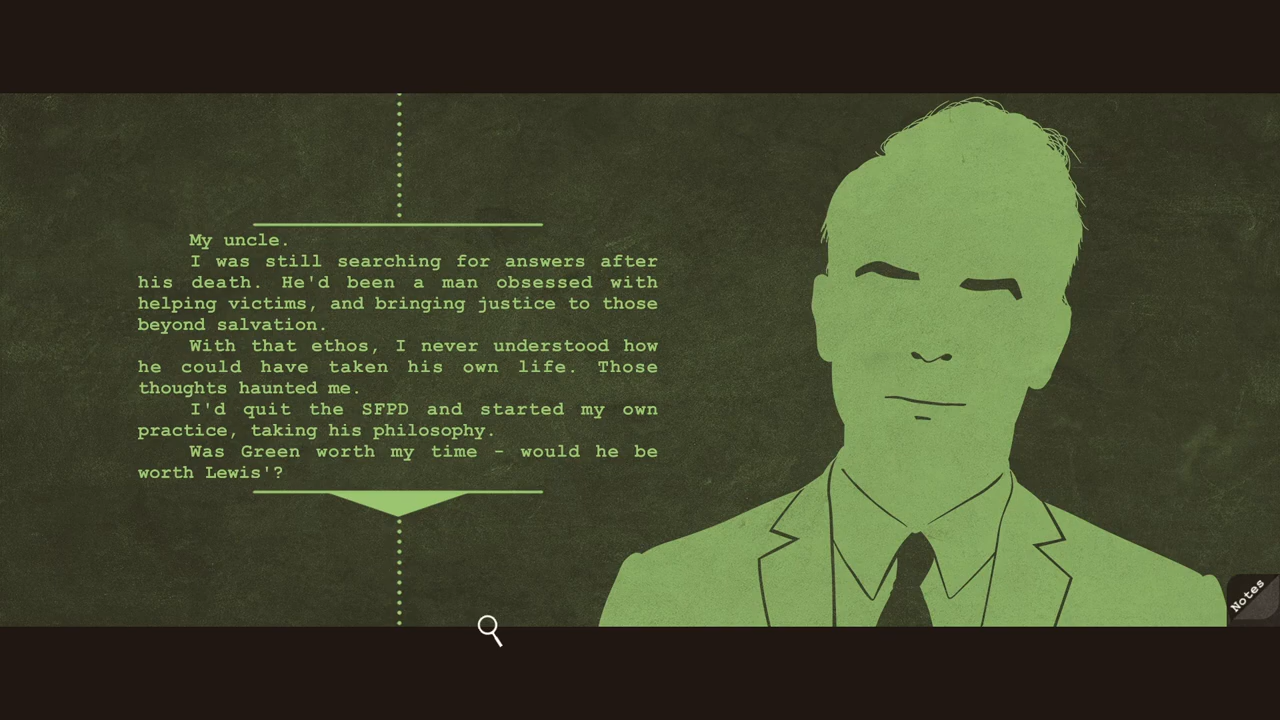 My uncle.
I was still searching for answers after
his death. He'd been a man obsessed with
helping victims, and bringing justice to those
beyond salvation.
With that ethos, I never understood how
he could have taken his own life. Those
thoughts haunted me.
I'd quit the SFPD and started my own
practice, taking his philosophy.
Was Green worth my time - would he be
worth Lewis'?
Notes